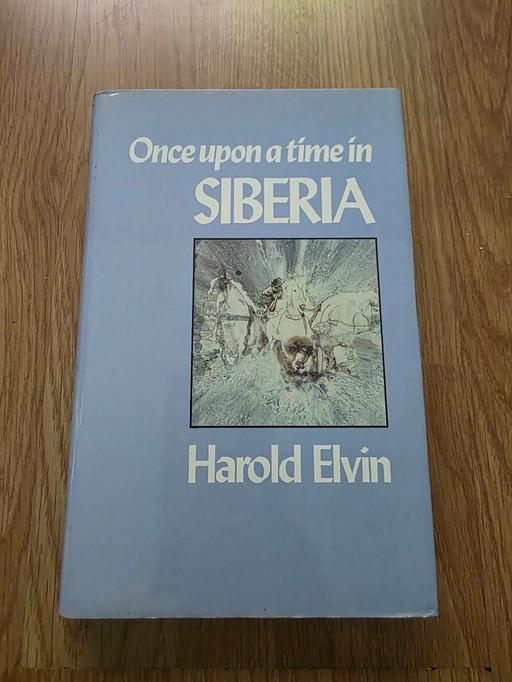 Once upon a time in
SIBERIA
Harold Elvin